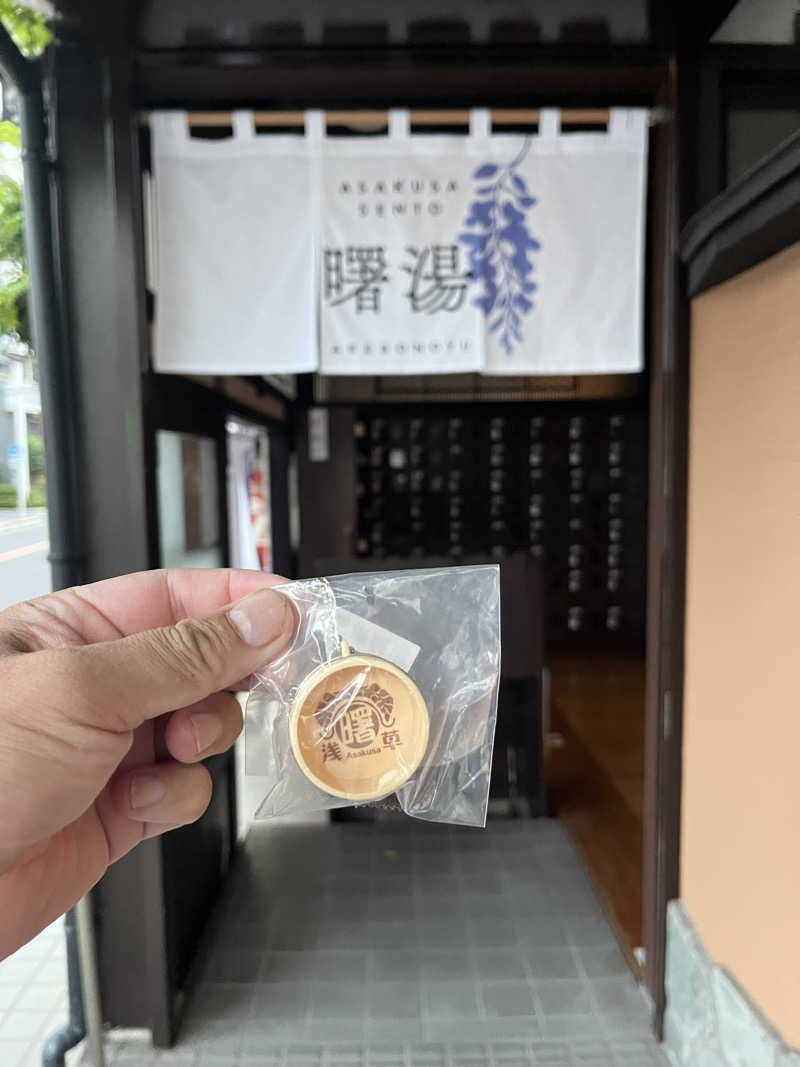 ASAKUSA
SENTO
曙湯
AKEBONOYU
曙
浅草
Asakusa